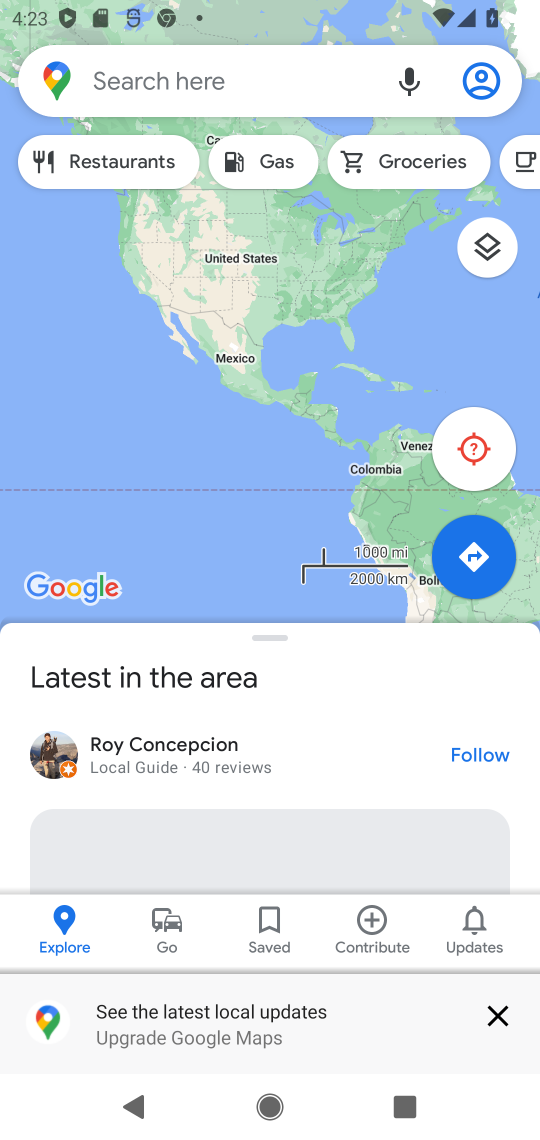 4:23
Search here
Restaurants
Gas
Groceries
Ca
United States
Mexico
Venez
Colombia
1000 mi
2000 km
Boli
Google
Latest in the area
Roy Concepcion
Local Guide · 40 reviews
Follow
Explore
Go
Saved
Contribute
Updates
See the latest local updates
Upgrade Google Maps